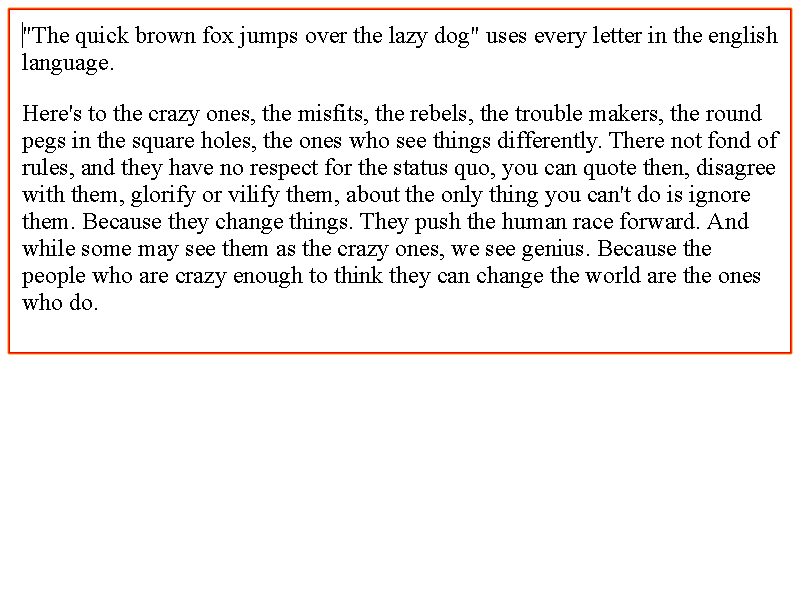 "The quick brown fox jumps over the lazy dog" uses every letter in the english
language.
Here's to the crazy ones, the misfits, the rebels, the trouble makers, the round
pegs in the square holes, the ones who see things differently. There not fond of
rules, and they have no respect for the status quo, you can quote then, disagree
with them, glorify or vilify them, about the only thing you can't do is ignore
them. Because they change things. They push the human race forward. And
while some may see them as the crazy ones, we see genius. Because the
people who are crazy enough to think they can change the world are the ones
who do.